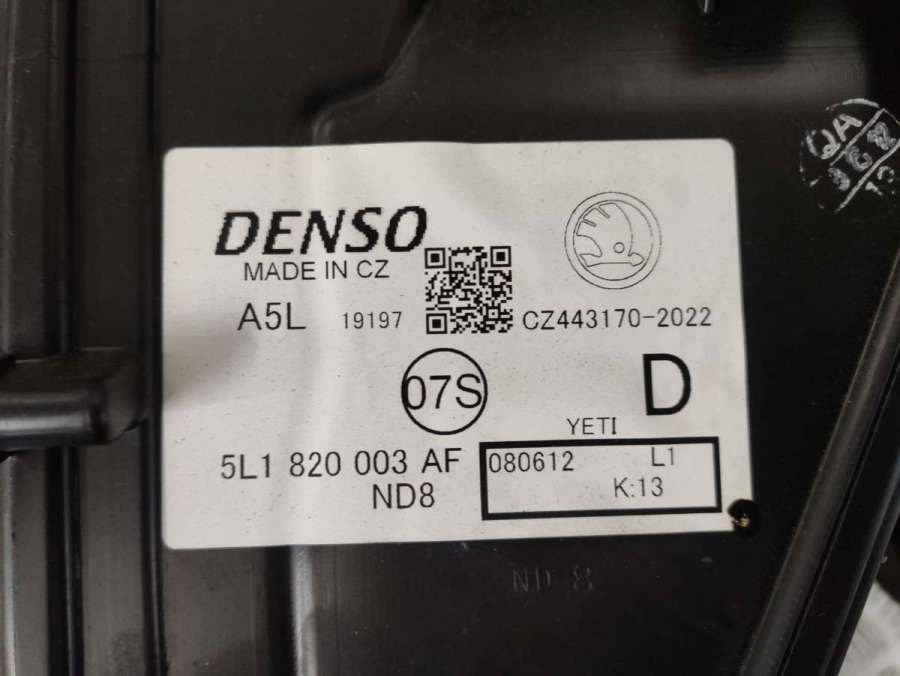 DENSO
MADE IN CZ
A5L 19197 CZ443170-2022
07S D
YETI
5L1 820 003 AF 080612 L1
ND8 K:13
QA
ND 8